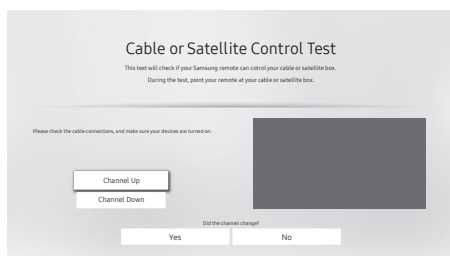 Cable or Satellite Control Test
This test will check if your Samsung remote can cotrol your cable or satellite box.
During the test, point your remote at your cable or satellite box.
Please check the cable connections, and make sure your devices are turned on.
Channel Up
Channel Down
Did the channel change?
Yes
No